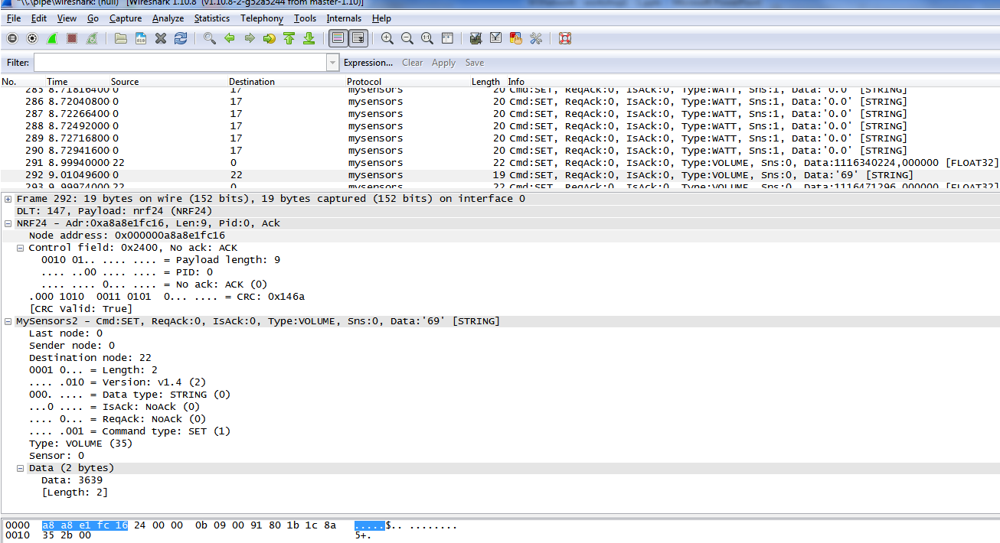 "\\.\pipe\wireshark: (null) [Wireshark 1.10.8 (v1.10.8-2-g52a5244 from master-1.10)]
File Edit View Go Capture Analyze Statistics Telephony Tools Internals Help
Filter: Expression... Clear Apply Save
No. Time Source Destination Protocol Length Info
285 8.71816400 0 17 mysensors 20 Cmd:SET, ReqAck:0, IsAck:0, Type:WATT, Sns:1, Data:'0.0' [STRING]
286 8.72040800 0 17 mysensors 20 Cmd:SET, ReqAck:0, IsAck:0, Type:WATT, Sns:1, Data:'0.0' [STRING]
287 8.72266400 0 17 mysensors 20 Cmd:SET, ReqAck:0, IsAck:0, Type:WATT, Sns:1, Data:'0.0' [STRING]
288 8.72492000 0 17 mysensors 20 Cmd:SET, ReqAck:0, IsAck:0, Type:WATT, Sns:1, Data:'0.0' [STRING]
289 8.72716800 0 17 mysensors 20 Cmd:SET, ReqAck:0, IsAck:0, Type:WATT, Sns:1, Data:'0.0' [STRING]
290 8.72941600 0 17 mysensors 20 Cmd:SET, ReqAck:0, IsAck:0, Type:WATT, Sns:1, Data:'0.0' [STRING]
291 8.99940000 22 0 mysensors 22 Cmd:SET, ReqAck:0, IsAck:0, Type:VOLUME, Sns:0, Data:1116340224,000000 [FLOAT32]
292 9.01049600 0 22 mysensors 19 Cmd:SET, ReqAck:0, IsAck:0, Type:VOLUME, Sns:0, Data:'69' [STRING]
293 9.99974000 22 0 mysensors 22 Cmd:SET, ReqAck:0, IsAck:0, Type:VOLUME, Sns:0, Data:1116471296,000000 [FLOAT32]
Frame 292: 19 bytes on wire (152 bits), 19 bytes captured (152 bits) on interface 0
DLT: 147, Payload: nrf24 (NRF24)
NRF24 - Adr:0xa8a8e1fc16, Len:9, Pid:0, Ack
Node address: 0x000000a8a8e1fc16
Control field: 0x2400, No ack: ACK
0010 01.. .... .... = Payload length: 9
.... ..00 .... .... = PID: 0
.... .... 0... .... = No ack: ACK (0)
.000 1010 0011 0101 0... .... = CRC: 0x146a
[CRC Valid: True]
MySensors2 - Cmd:SET, ReqAck:0, IsAck:0, Type:VOLUME, Sns:0, Data:'69' [STRING]
Last node: 0
Sender node: 0
Destination node: 22
0001 0... = Length: 2
.... .010 = Version: v1.4 (2)
000. .... = Data type: STRING (0)
...0 .... = IsAck: NoAck (0)
.... 0... = ReqAck: NoAck (0)
.... .001 = Command type: SET (1)
Type: VOLUME (35)
Sensor: 0
Data (2 bytes)
Data: 3639
[Length: 2]
0000 a8 a8 e1 fc 16 24 00 00 0b 09 00 91 80 1b 1c 8a .....$.. ........
0010 35 2b 00 5+.